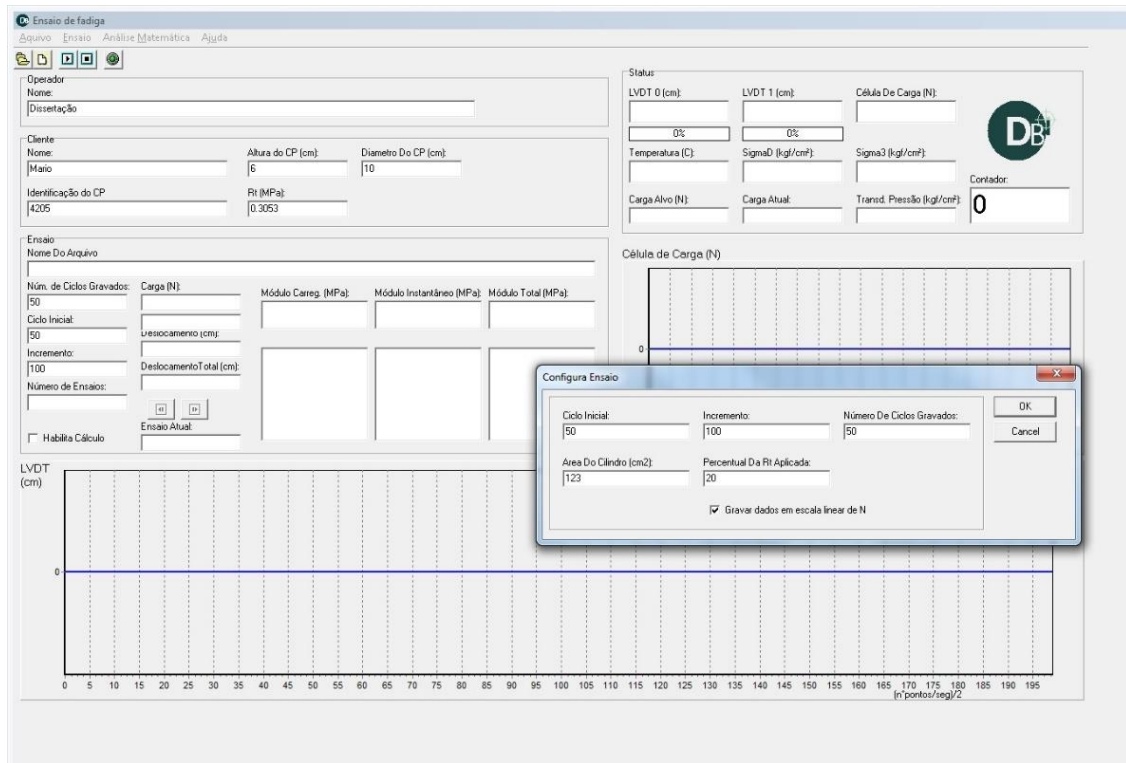 Ensaio de fadiga
Aquivo Ensaio Análise Matemática Ajuda
Operador
Nome:
Dissertação
Cliente
Nome:
Altura do CP (cm):
Diametro Do CP (cm):
Mario
6
10
Identificação do CP
Rt (MPa):
4205
0.3053
Ensaio
Nome Do Arquivo
Núm. de Ciclos Gravados:
Carga (N):
Módulo Carreg. (MPa):
Módulo Instantâneo (MPa):
Módulo Total (MPa):
50
Ciclo Inicial:
50
Deslocamento (cm):
Incremento:
100
DeslocamentoTotal (cm):
Número de Ensaios:
Ensaio Atual:
Habilita Cálculo
Status
LVDT 0 (cm):
LVDT 1 (cm):
Célula De Carga (N):
0%
0%
DB
Temperatura (C):
SigmaD (kgf/cm²):
Sigma3 (kgf/cm²):
Contador:
0
Carga Alvo (N):
Carga Atual:
Transd. Pressão (kgf/cm²):
Célula de Carga (N)
0
Configura Ensaio
Ciclo Inicial:
Incremento:
Número De Ciclos Gravados:
OK
50
100
50
Cancel
Area Do Cilindro (cm2):
Percentual Da Rt Aplicada:
123
20
Gravar dados em escala linear de N
LVDT
(cm)
0
0 5 10 15 20 25 30 35 40 45 50 55 60 65 70 75 80 85 90 95 100 105 110 115 120 125 130 135 140 145 150 155 160 165 170 175 180 185 190 195
(n°pontos/seg)/2